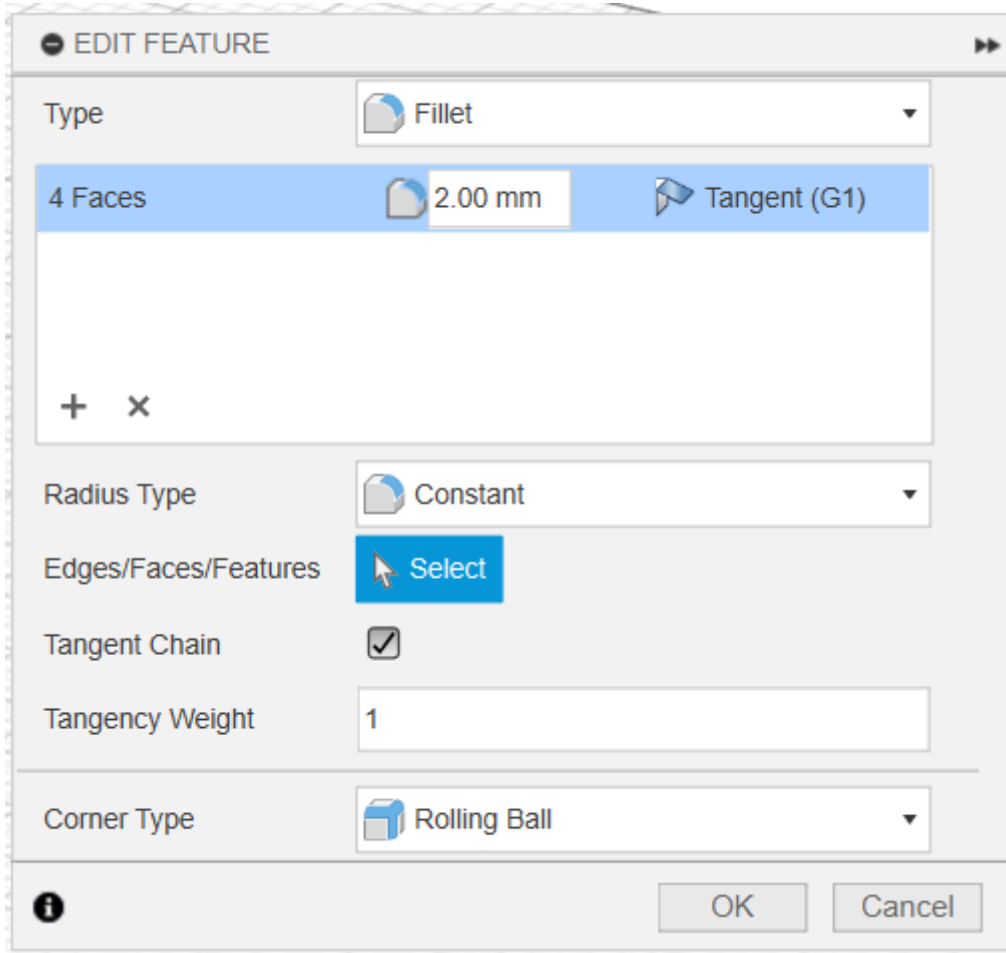 EDIT FEATURE
Type Fillet
4 Faces 2.00 mm Tangent (G1)
Radius Type Constant
Edges/Faces/Features Select
Tangent Chain
Tangency Weight 1
Corner Type Rolling Ball
OK Cancel